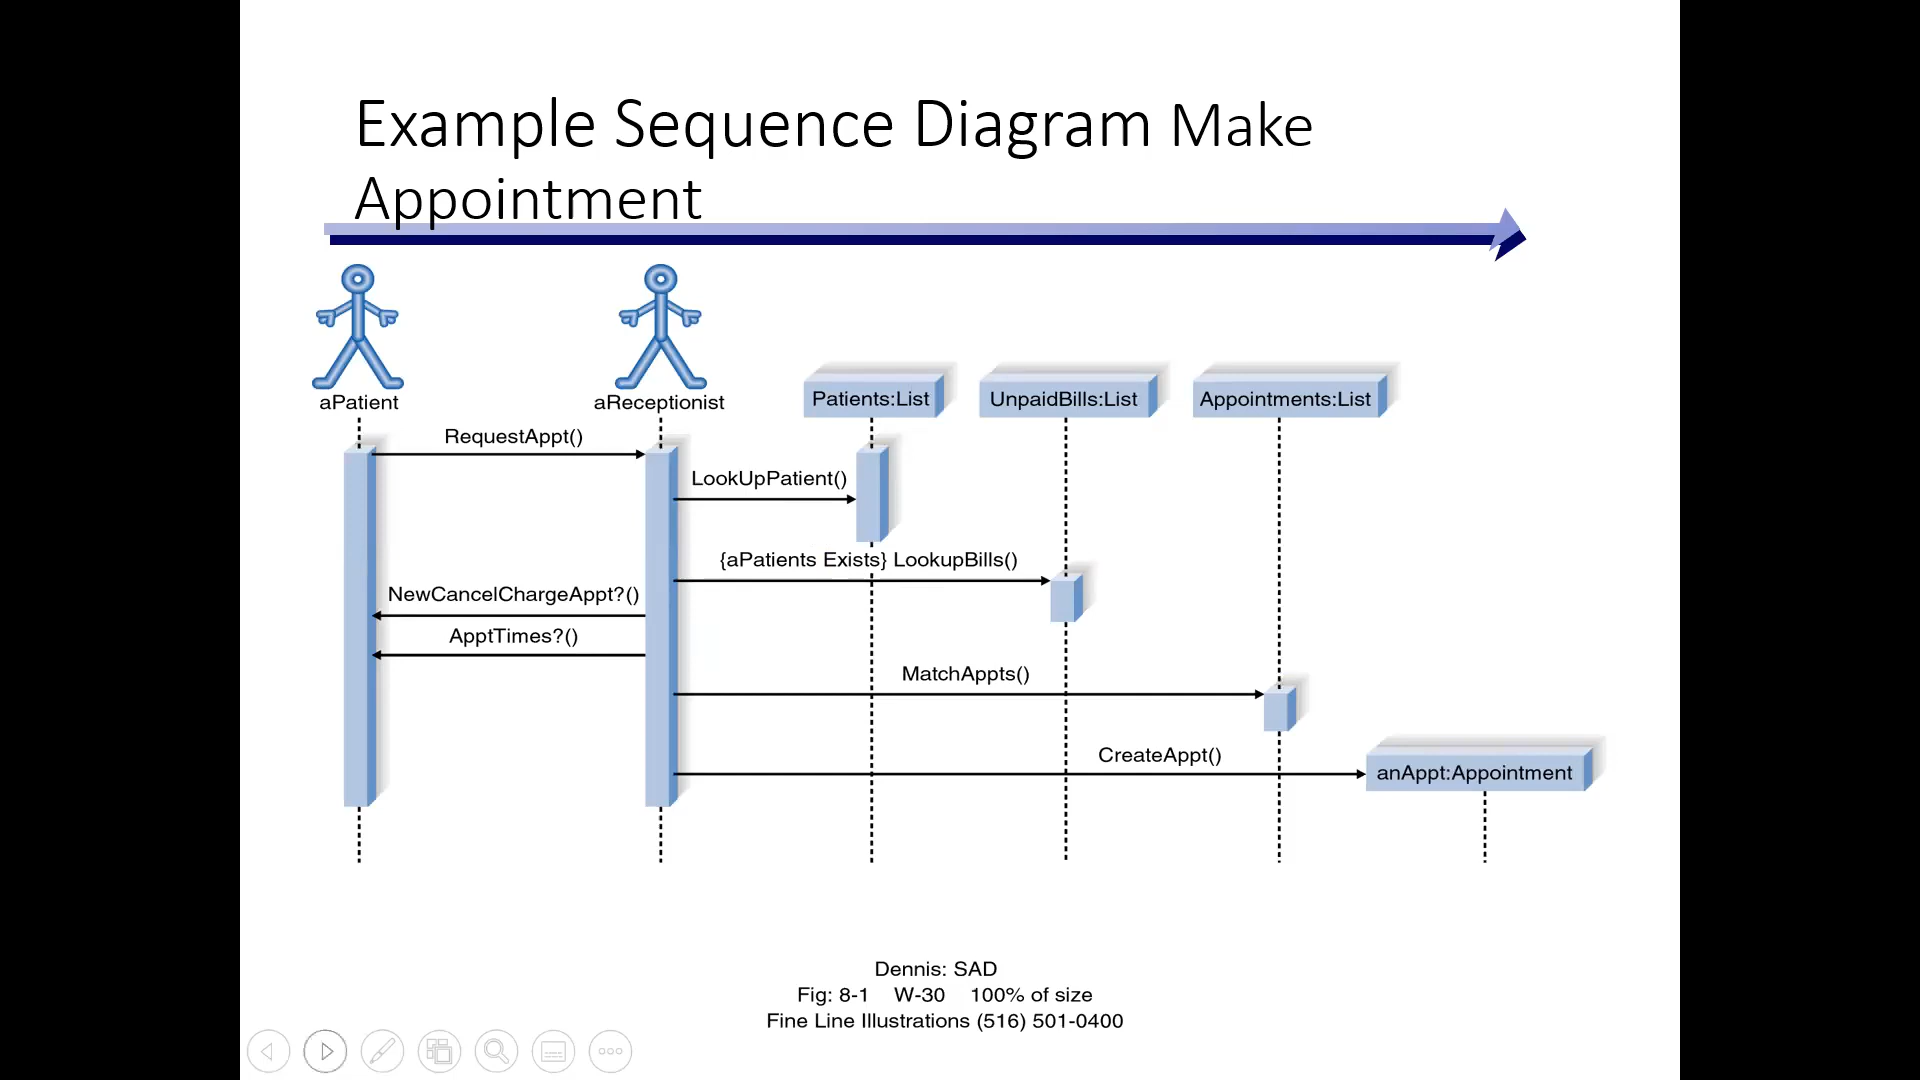 Example Sequence Diagram Make
Appointment
aPatient
aReceptionist
Patients:List
UnpaidBills:List
Appointments:List
RequestAppt()
LookUpPatient()
{aPatients Exists} LookupBills()
NewCancelChargeAppt?()
ApptTimes?()
MatchAppts()
CreateAppt()
anAppt:Appointment
Dennis: SAD
Fig: 8-1 W-30 100% of size
Fine Line Illustrations (516) 501-0400